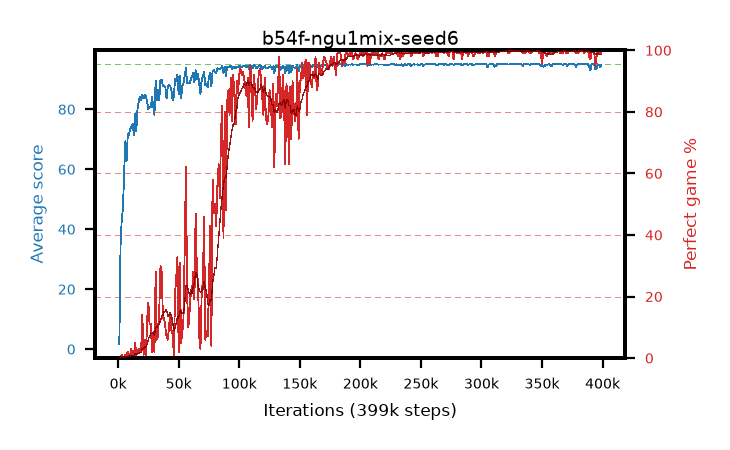 b54f-ngu1mix-seed6
100
80
80
60
60
40
40
20
20
0
0
Average score
Perfect game %
0k 50k 100k 150k 200k 250k 300k 350k 400k
Iterations (399k steps)